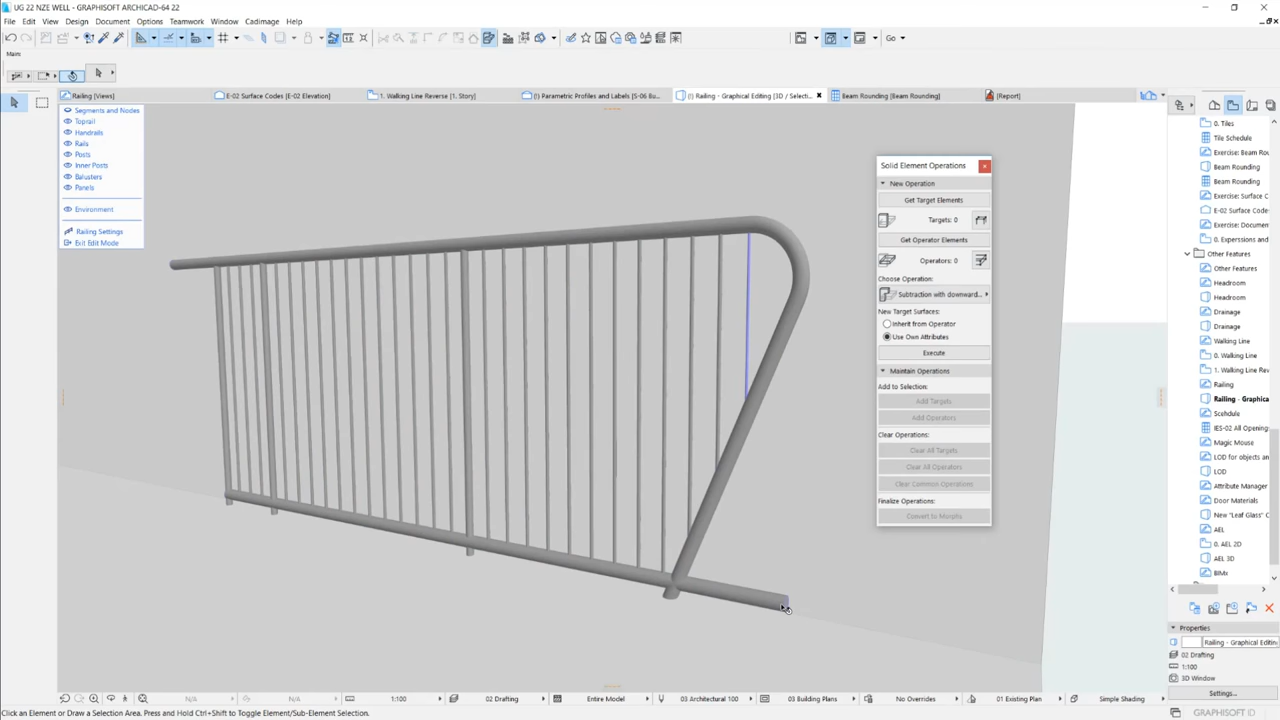 UG 22 NZE WELL - GRAPHISOFT ARCHICAD-64 22
File Edit View Design Document Options Teamwork Window Cadimage Help
Go
Main
Railing [Views] E-02 Surface Codes [E-02 Elevation] 1. Walking Line Reverse [1. Story] (!) Parametric Profiles and Labels [S-06 Bu... (!) Railing - Graphical Editing [3D / Selecti... Beam Rounding [Beam Rounding] [Report]
Segments and Nodes
Toprail
Handrails
Rails
Posts
Inner Posts
Balusters
Panels
Environment
Railing Settings
Exit Edit Mode
Solid Element Operations
New Operation
Get Target Elements
Targets: 0
Get Operator Elements
Operators: 0
Choose Operation:
Subtraction with downward...
New Target Surfaces:
Inherit from Operator
Use Own Attributes
Execute
Maintain Operations
Add to Selection:
Add Targets
Add Operators
Clear Operations:
Clear All Targets
Clear All Operators
Clear Common Operations
Finalize Operations:
Convert to Morphs
0. Tiles
Tile Schedule
Exercise: Beam Rou
Beam Rounding
Beam Rounding
Exercise: Surface C
E-02 Surface Codes
Exercise: Documen
0. Experssions and
Other Features
Other Features
Headroom
Headroom
Drainage
Drainage
Walking Line
0. Walking Line
1. Walking Line Rev
Railing
Railing - Graphica
Scehdule
IES-02 All Opening
Magic Mouse
LOD for objects an
LOD
Attribute Manager
Door Materials
New "Leaf Glass" C
AEL
0. AEL 2D
AEL 3D
BIMx
Properties
Railing - Graphical Editing
02 Drafting
1:100
3D Window
Settings...
N/A N/A 1:100 02 Drafting Entire Model 03 Architectural 100 03 Building Plans No Overrides 01 Existing Plan Simple Shading
Click an Element or Draw a Selection Area. Press and Hold Ctrl+Shift to Toggle Element/Sub-Element Selection.
GRAPHISOFT ID